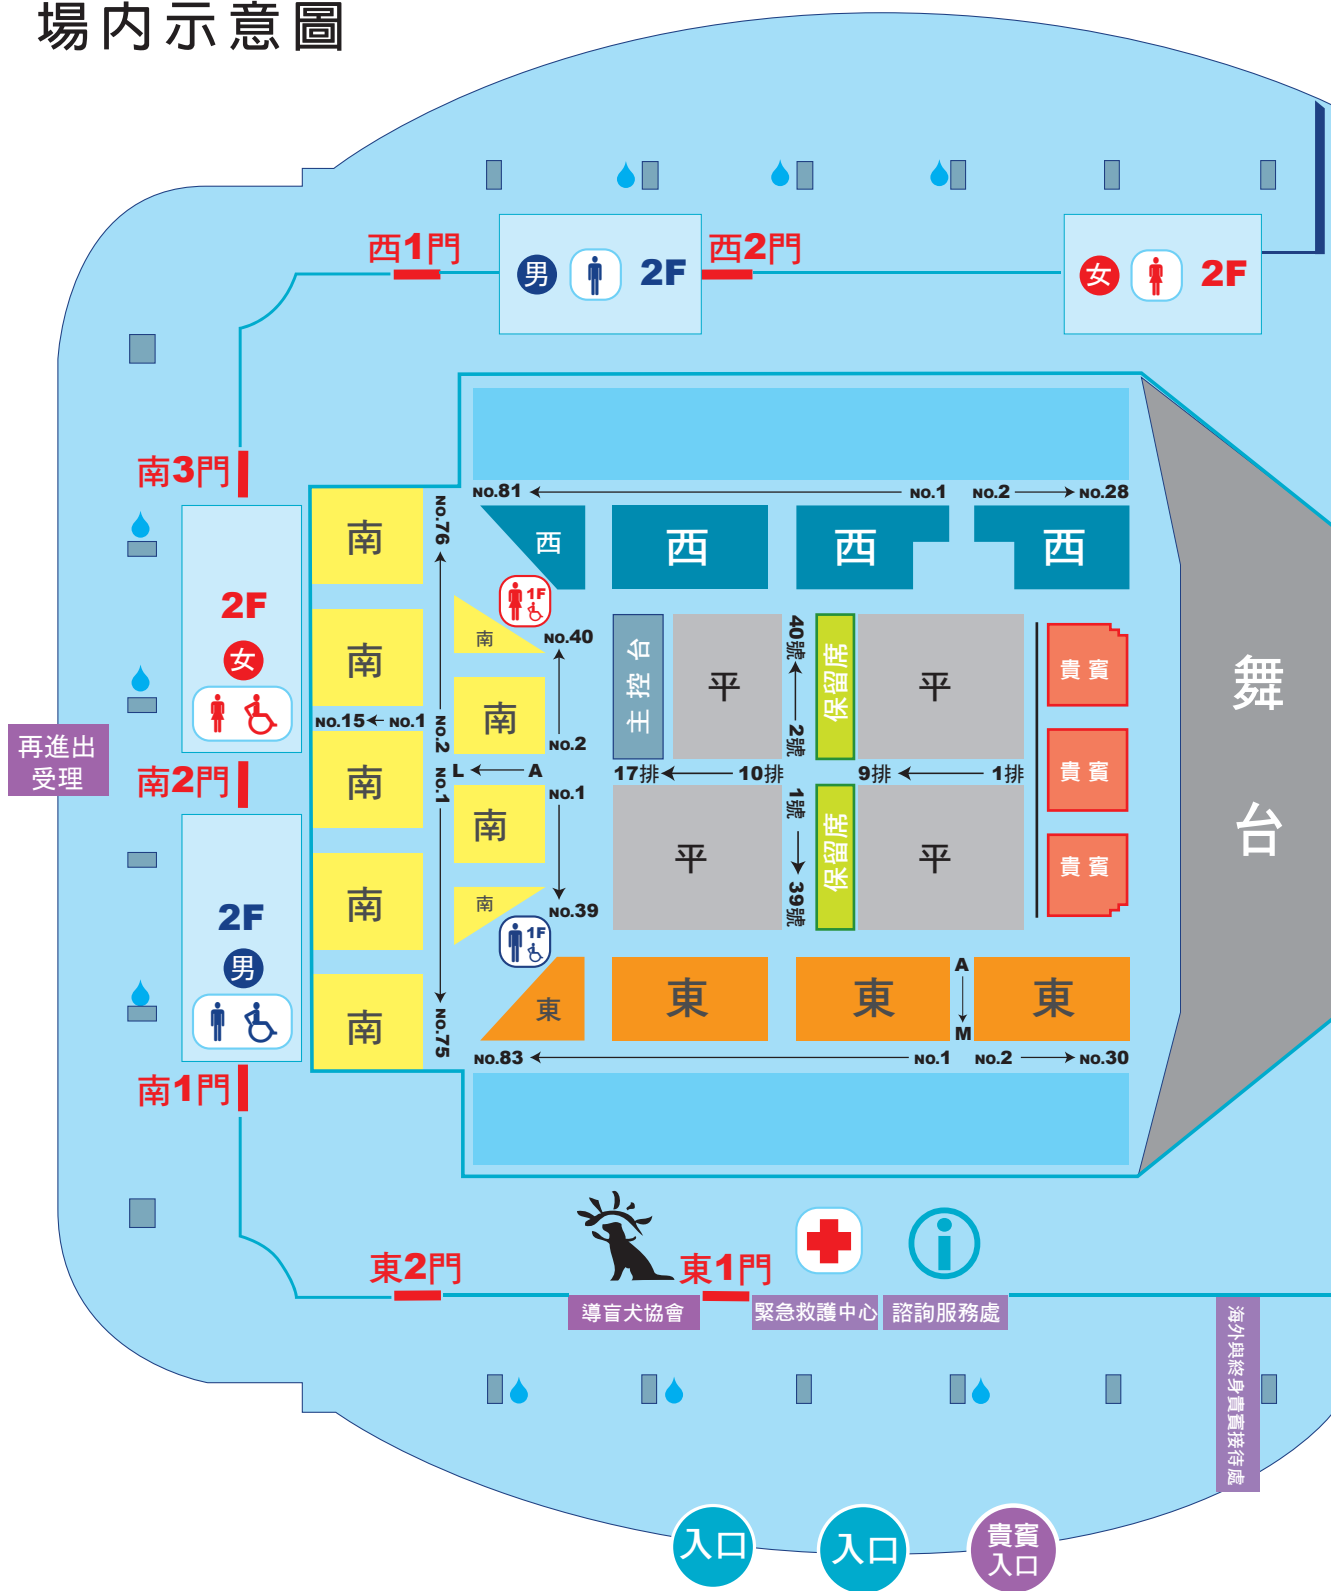 場內示意圖
西1門
男
2F
西2門
女
2F
南3門
2F
女
再進出
受理
南2門
2F
男
南1門
NO.81
NO.1
NO.2
NO.28
西
西
西
西
南
南
南
南
南
NO.76
NO.2
NO.15
NO.1
NO.1
NO.75
1F
南
NO.40
南
NO.2
L
A
南
NO.1
南
NO.39
1F
主控台
平
40號
2號
保留席
平
貴賓
17排
10排
9排
1排
貴賓
平
1號
39號
保留席
平
貴賓
舞
台
東
東
東
東
A
M
NO.83
NO.1
NO.2
NO.30
東2門
東1門
導盲犬協會
緊急救護中心
諮詢服務處
海外與終身貴賓接待處
入口
入口
貴賓
入口